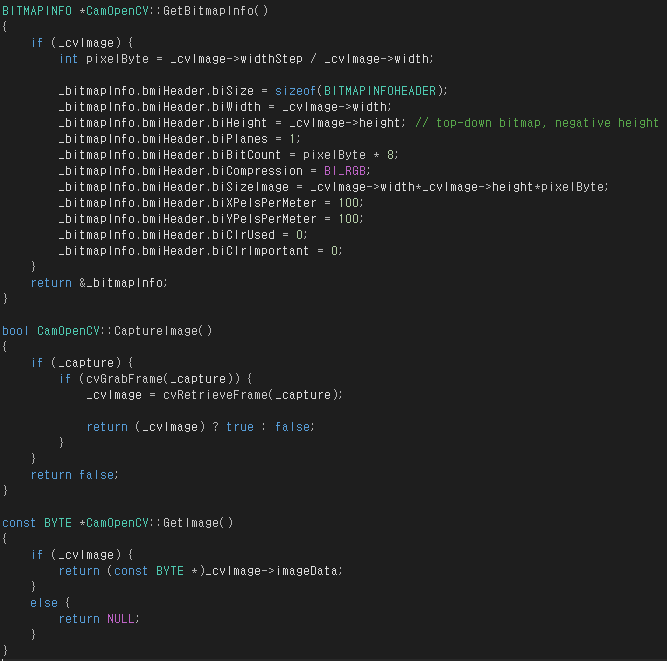 BITMAPINFO *CamOpenCV::GetBitmapInfo()
{
    if (_cvImage) {
        int pixelByte = _cvImage->widthStep / _cvImage->width;

        _bitmapInfo.bmiHeader.biSize = sizeof(BITMAPINFOHEADER);
        _bitmapInfo.bmiHeader.biWidth = _cvImage->width;
        _bitmapInfo.bmiHeader.biHeight = _cvImage->height; // top-down bitmap, negative height
        _bitmapInfo.bmiHeader.biPlanes = 1;
        _bitmapInfo.bmiHeader.biBitCount = pixelByte * 8;
        _bitmapInfo.bmiHeader.biCompression = BI_RGB;
        _bitmapInfo.bmiHeader.biSizeImage = _cvImage->width*_cvImage->height*pixelByte;
        _bitmapInfo.bmiHeader.biXPelsPerMeter = 100;
        _bitmapInfo.bmiHeader.biYPelsPerMeter = 100;
        _bitmapInfo.bmiHeader.biClrUsed = 0;
        _bitmapInfo.bmiHeader.biClrImportant = 0;
    }
    return &_bitmapInfo;
}

bool CamOpenCV::CaptureImage()
{
    if (_capture) {
        if (cvGrabFrame(_capture)) {
            _cvImage = cvRetrieveFrame(_capture);

            return (_cvImage) ? true : false;
        }
    }
    return false;
}

const BYTE *CamOpenCV::GetImage()
{
    if (_cvImage) {
        return (const BYTE *)_cvImage->imageData;
    }
    else {
        return NULL;
    }
}